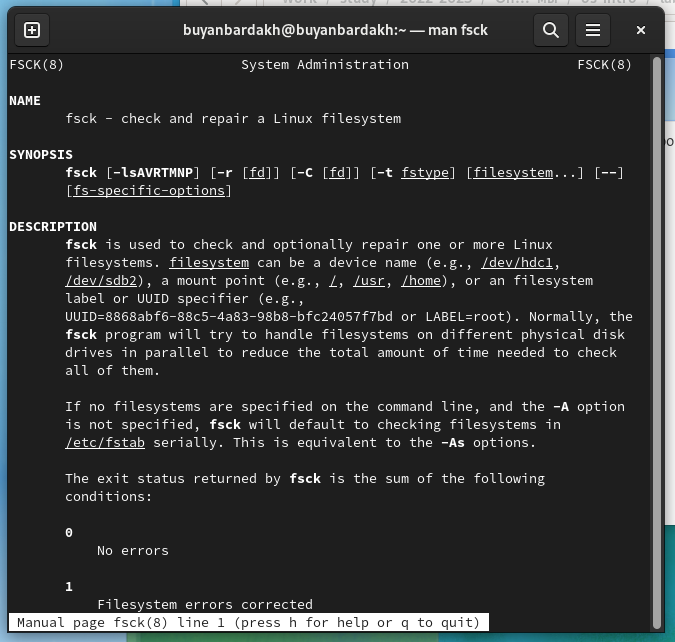 work / study / 2022-2023
buyanbardakh@buyanbardakh:~ — man fsck
FSCK(8) System Administration FSCK(8)
NAME
fsck - check and repair a Linux filesystem
SYNOPSIS
fsck [-lsAVRTMNP] [-r [fd]] [-C [fd]] [-t fstype] [filesystem...] [--]
[fs-specific-options]
DESCRIPTION
fsck is used to check and optionally repair one or more Linux
filesystems. filesystem can be a device name (e.g., /dev/hdc1,
/dev/sdb2), a mount point (e.g., /, /usr, /home), or an filesystem
label or UUID specifier (e.g.,
UUID=8868abf6-88c5-4a83-98b8-bfc24057f7bd or LABEL=root). Normally, the
fsck program will try to handle filesystems on different physical disk
drives in parallel to reduce the total amount of time needed to check
all of them.
If no filesystems are specified on the command line, and the -A option
is not specified, fsck will default to checking filesystems in
/etc/fstab serially. This is equivalent to the -As options.
The exit status returned by fsck is the sum of the following
conditions:
0
No errors
1
Filesystem errors corrected
Manual page fsck(8) line 1 (press h for help or q to quit)